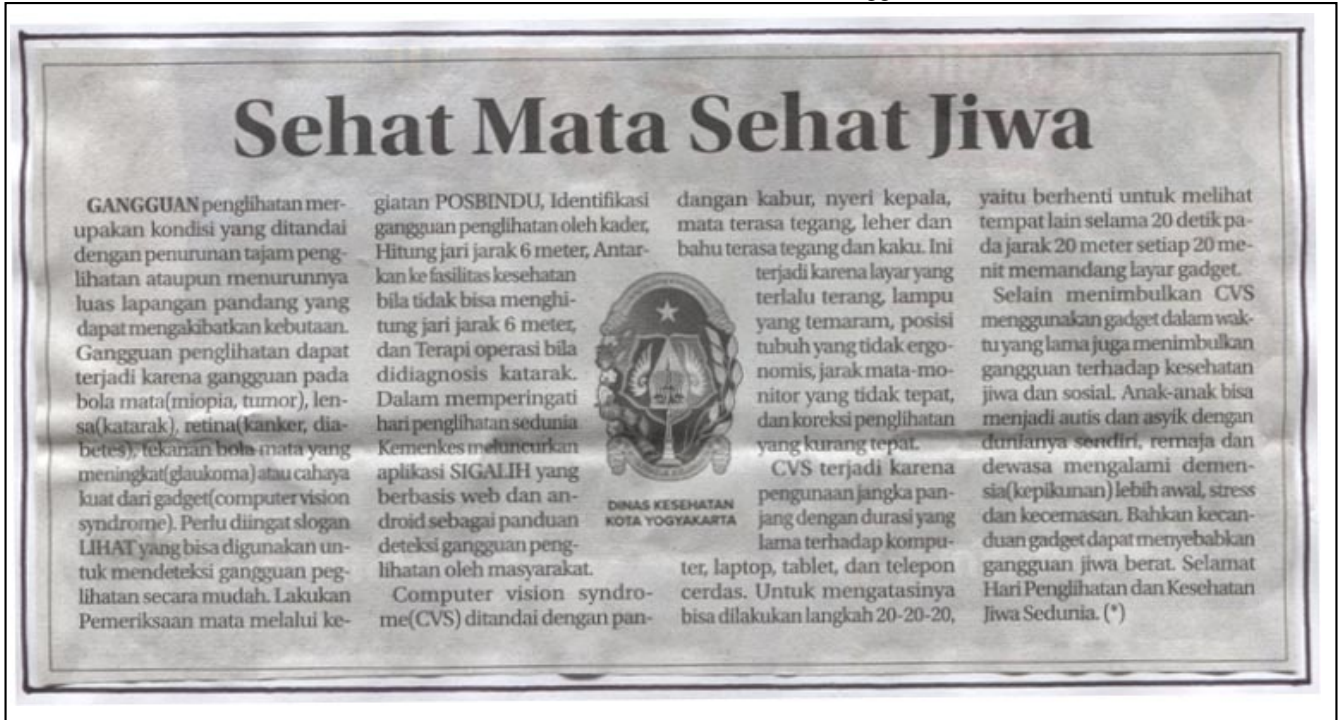 Sehat Mata Sehat Jiwa
GANGGUAN penglihatan mer-
upakan kondisi yang ditandai
dengan penurunan tajam peng-
lihatan ataupun menurunnya
luas lapangan pandang yang
dapat mengakibatkan kebutaan.
Gangguan penglihatan dapat
terjadi karena gangguan pada
bola mata(miopia, tumor), len-
sa(katarak), retina(kanker, dia-
betes), tekanan bola mata yang
meningkat(glaukoma) atau cahaya
kuat dari gadget(computer vision
syndrome). Perlu diingat slogan
LIHAT yang bisa digunakan un-
tuk mendeteksi gangguan peg-
lihatan secara mudah. Lakukan
Pemeriksaan mata melalui ke-
giatan POSBINDU, Identifikasi
gangguan penglihatan oleh kader,
Hitung jari jarak 6 meter, Antar-
kan ke fasilitas kesehatan
bila tidak bisa menghi-
tung jari jarak 6 meter,
dan Terapi operasi bila
didiagnosis katarak.
Dalam memperingati
hari penglihatan sedunia
Kemenkes meluncurkan
aplikasi SIGALIH yang
berbasis web dan an-
droid sebagai panduan
deteksi gangguan peng-
lihatan oleh masyarakat.
Computer vision syndro-
me(CVS) ditandai dengan pan-
dangan kabur, nyeri kepala,
mata terasa tegang, leher dan
bahu terasa tegang dan kaku. Ini
terjadi karena layar yang
terlalu terang, lampu
yang temaram, posisi
tubuh yang tidak ergo-
nomis, jarak mata-mo-
nitor yang tidak tepat,
dan koreksi penglihatan
yang kurang tepat.
CVS terjadi karena
pengunaan jangka pan-
jang dengan durasi yang
lama terhadap kompu-
ter, laptop, tablet, dan telepon
cerdas. Untuk mengatasinya
bisa dilakukan langkah 20-20-20,
DINAS KESEHATAN
KOTA YOGYAKARTA
yaitu berhenti untuk melihat
tempat lain selama 20 detik pa-
da jarak 20 meter setiap 20 me-
nit memandang layar gadget.
Selain menimbulkan CVS
menggunakan gadget dalam wak-
tu yang lama juga menimbulkan
gangguan terhadap kesehatan
jiwa dan sosial. Anak-anak bisa
menjadi autis dan asyik dengan
dunianya sendiri, remaja dan
dewasa mengalami demen-
sia(kepikunan) lebih awal, stress
dan kecemasan. Bahkan kecan-
duan gadget dapat menyebabkan
gangguan jiwa berat. Selamat
Hari Penglihatan dan Kesehatan
Jiwa Sedunia. (*)